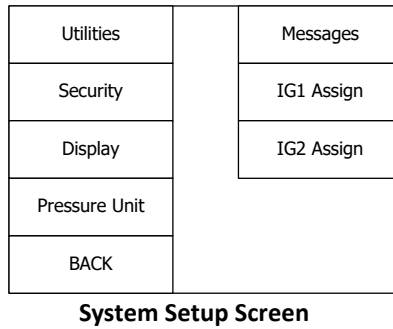 Utilities
Security
Display
Pressure Unit
BACK
Messages
IG1 Assign
IG2 Assign
System Setup Screen